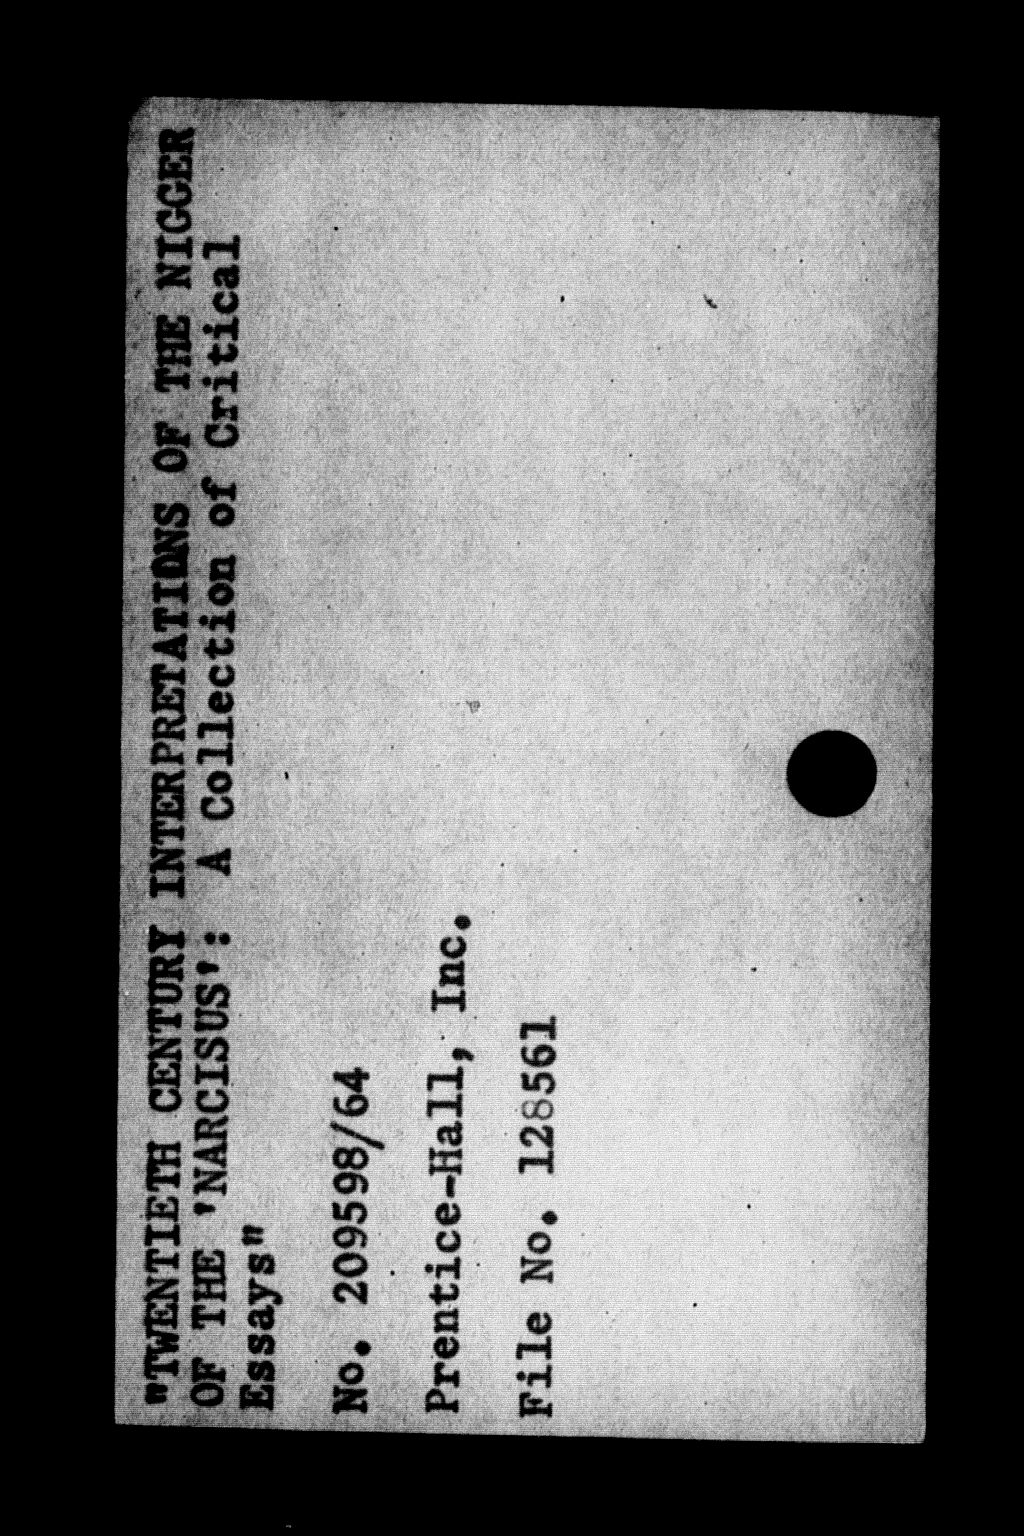 "TWENTIETH CENTURY INTERPRETATIONS OF THE NIGGER
OF THE 'NARCISUS': A Collection of Critical
Essays"
No. 209598/64
Prentice-Hall, Inc.
File No. 128561